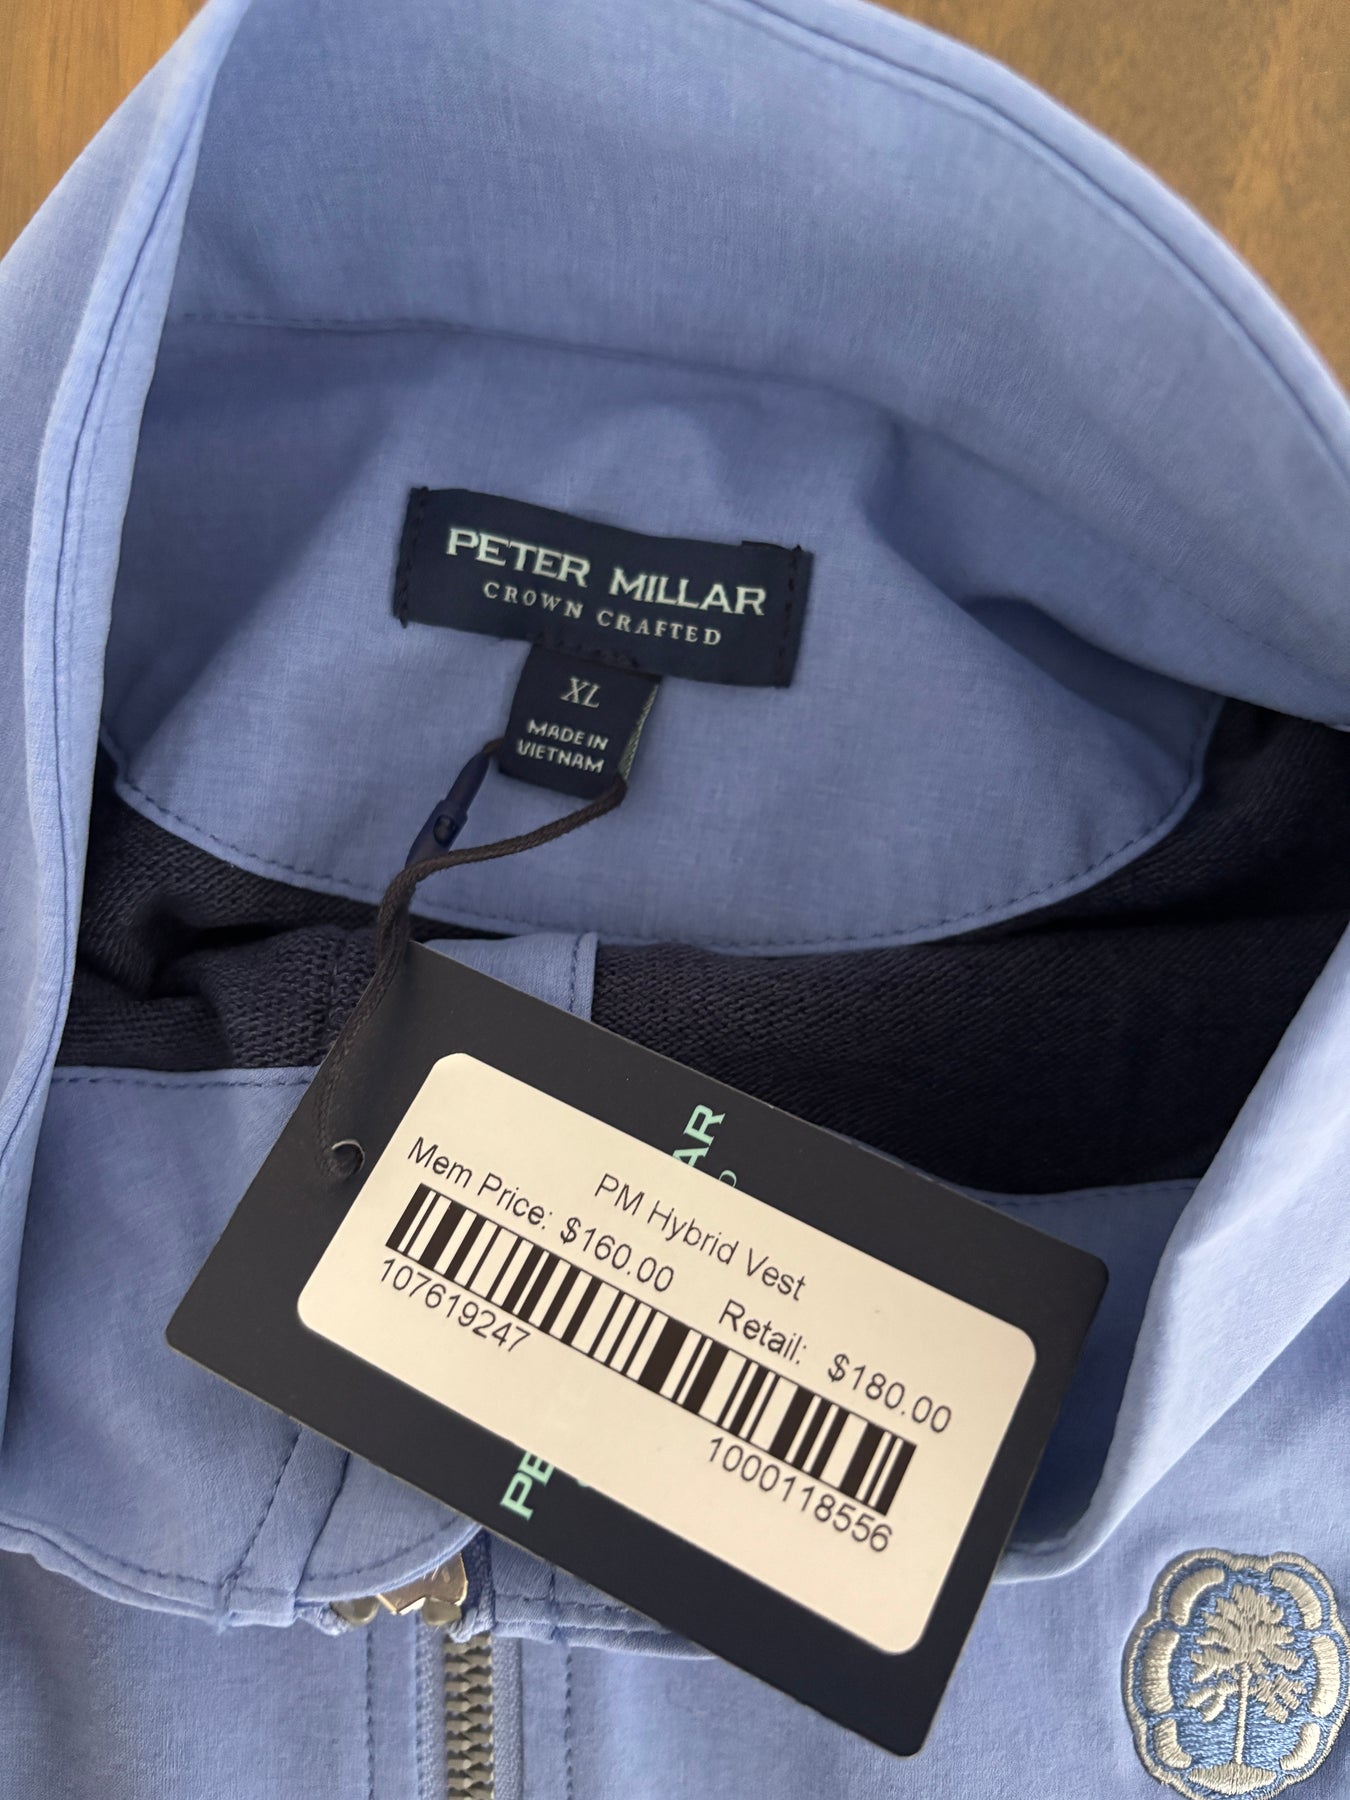 PETER MILLAR
CROWN CRAFTED
XL
MADE IN
VIETNAM
PM Hybrid Vest
Mem Price: $160.00 Retail: $180.00
107619247 1000118556